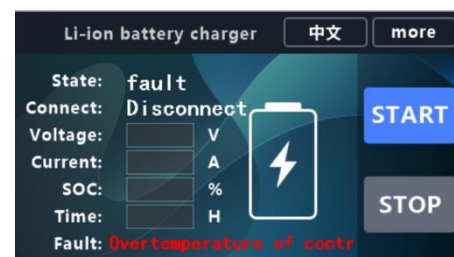 Li-ion battery charger 中文 more
State: fault
Connect: Disconnect
Voltage: V
Current: A
SOC: %
Time: H
Fault: Overtemperature of contr
START
STOP